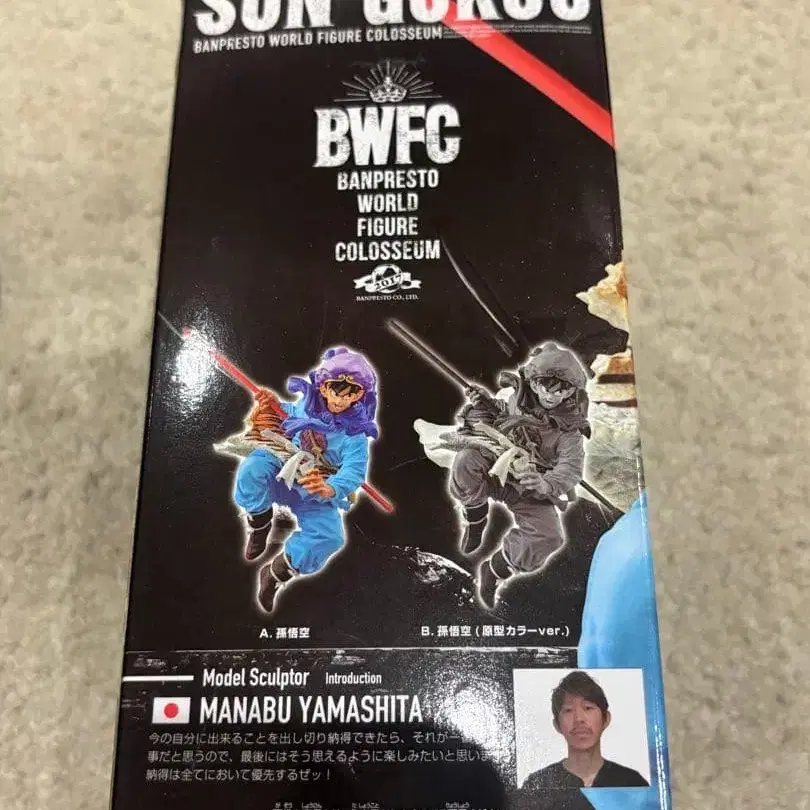 SON GOKOU
BANPRESTO WORLD FIGURE COLOSSEUM
BWFC
BANPRESTO
WORLD
FIGURE
COLOSSEUM
2017
BANPRESTO CO., LTD.
A. 孫悟空
B. 孫悟空 (原型カラーver.)
Model Sculptor Introduction
MANABU YAMASHITA
今の自分に出来ることを出し切り納得できたら、それが一
事だと思うので、最後にはそう思えるように楽しみたいと思いま
納得は全てにおいて優先するゼッ!